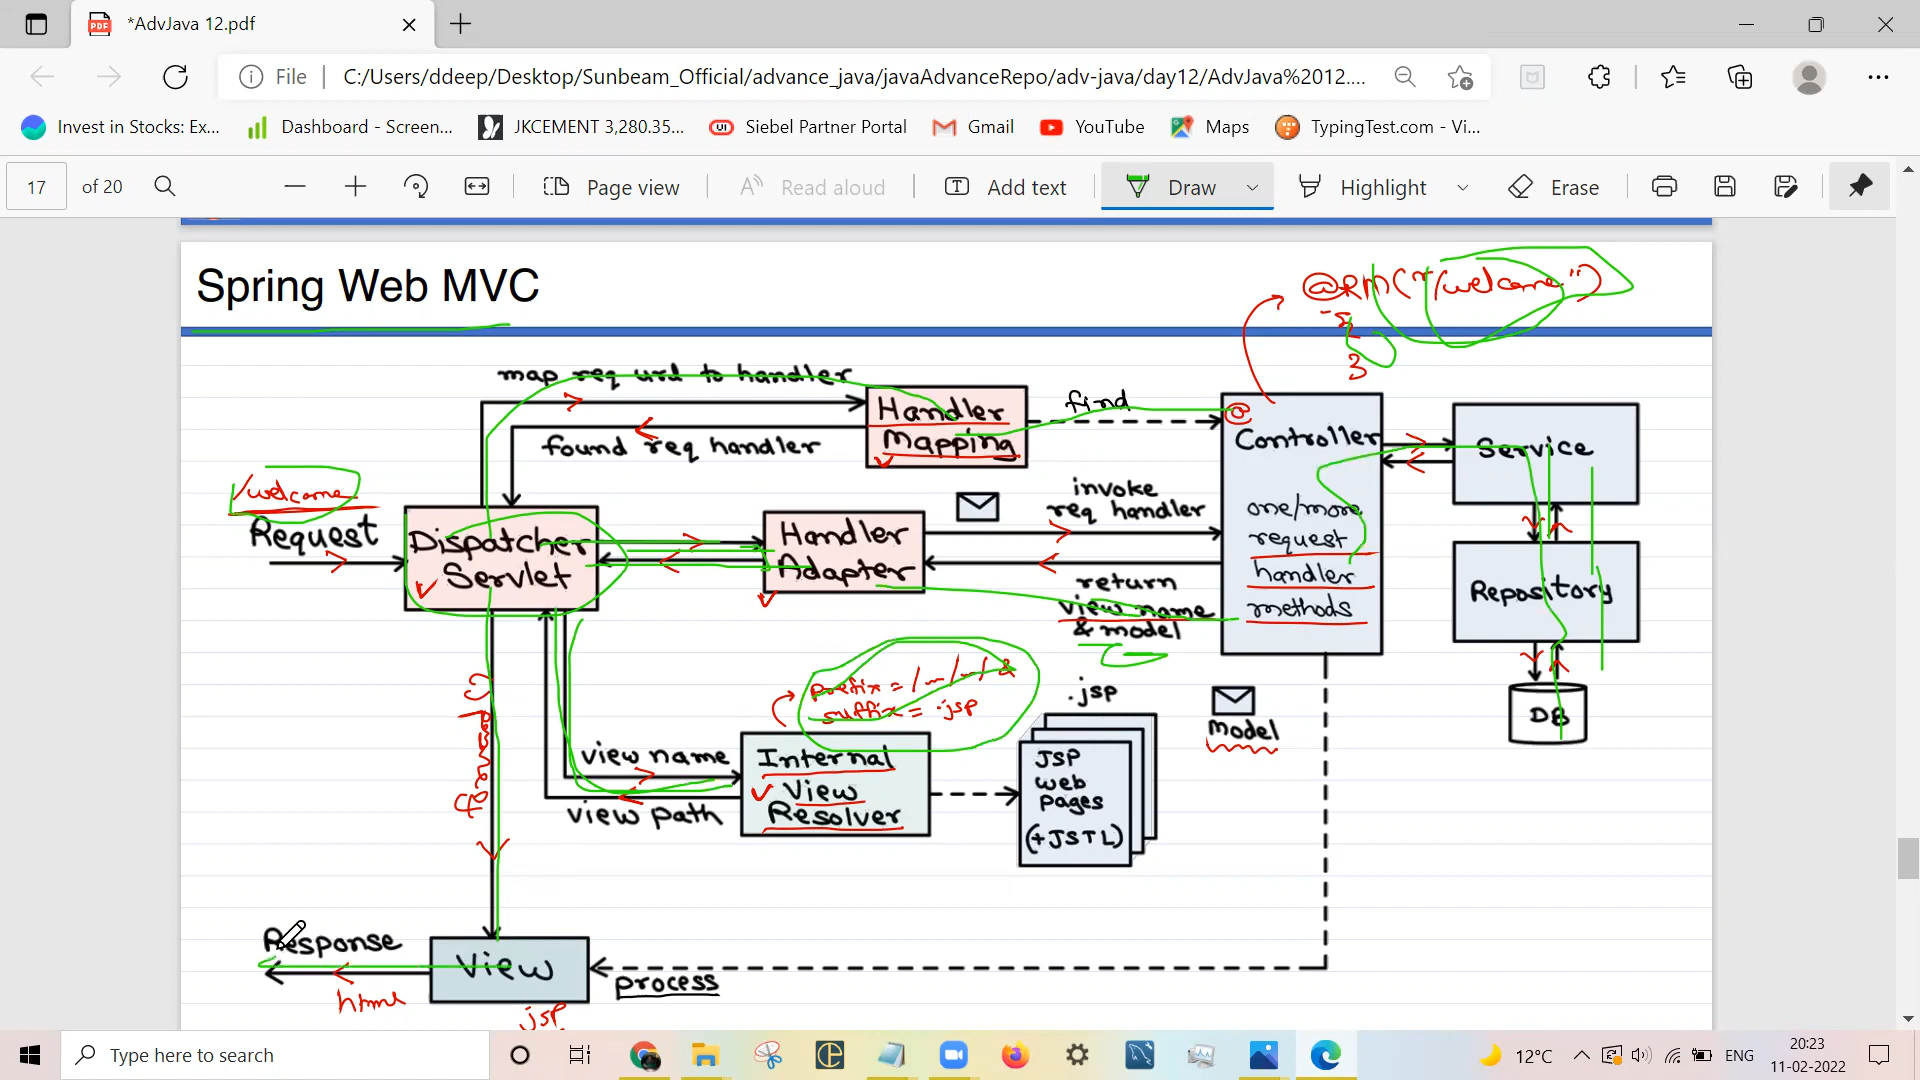 *AdvJava 12.pdf
File
C:/Users/ddeep/Desktop/Sunbeam_Official/advance_java/javaAdvanceRepo/adv-java/day12/AdvJava%2012....
Invest in Stocks: Ex...
Dashboard - Screen...
JKCEMENT 3,280.35...
Siebel Partner Portal
Gmail
YouTube
Maps
TypingTest.com - Vi...
17
of 20
Page view
Read aloud
Add text
Draw
Highlight
Erase
Spring Web MVC
@RM("/welcome")
2
3
map req url to handler
Handler
Mapping
find
found req handler
@
Controller
one/more
request
handler
methods
Service
Repository
DB
/welcome
Request
Dispatcher
Servlet
Handler
Adapter
invoke
req handler
return
view name
& model
prefix = /~/~/ &
suffix = .jsp
.jsp
model
forward
view name
view path
Internal
View
Resolver
JSP
web
pages
(+JSTL)
Response
View
process
html
.jsp
Type here to search
12°C
ENG
20:23
11-02-2022